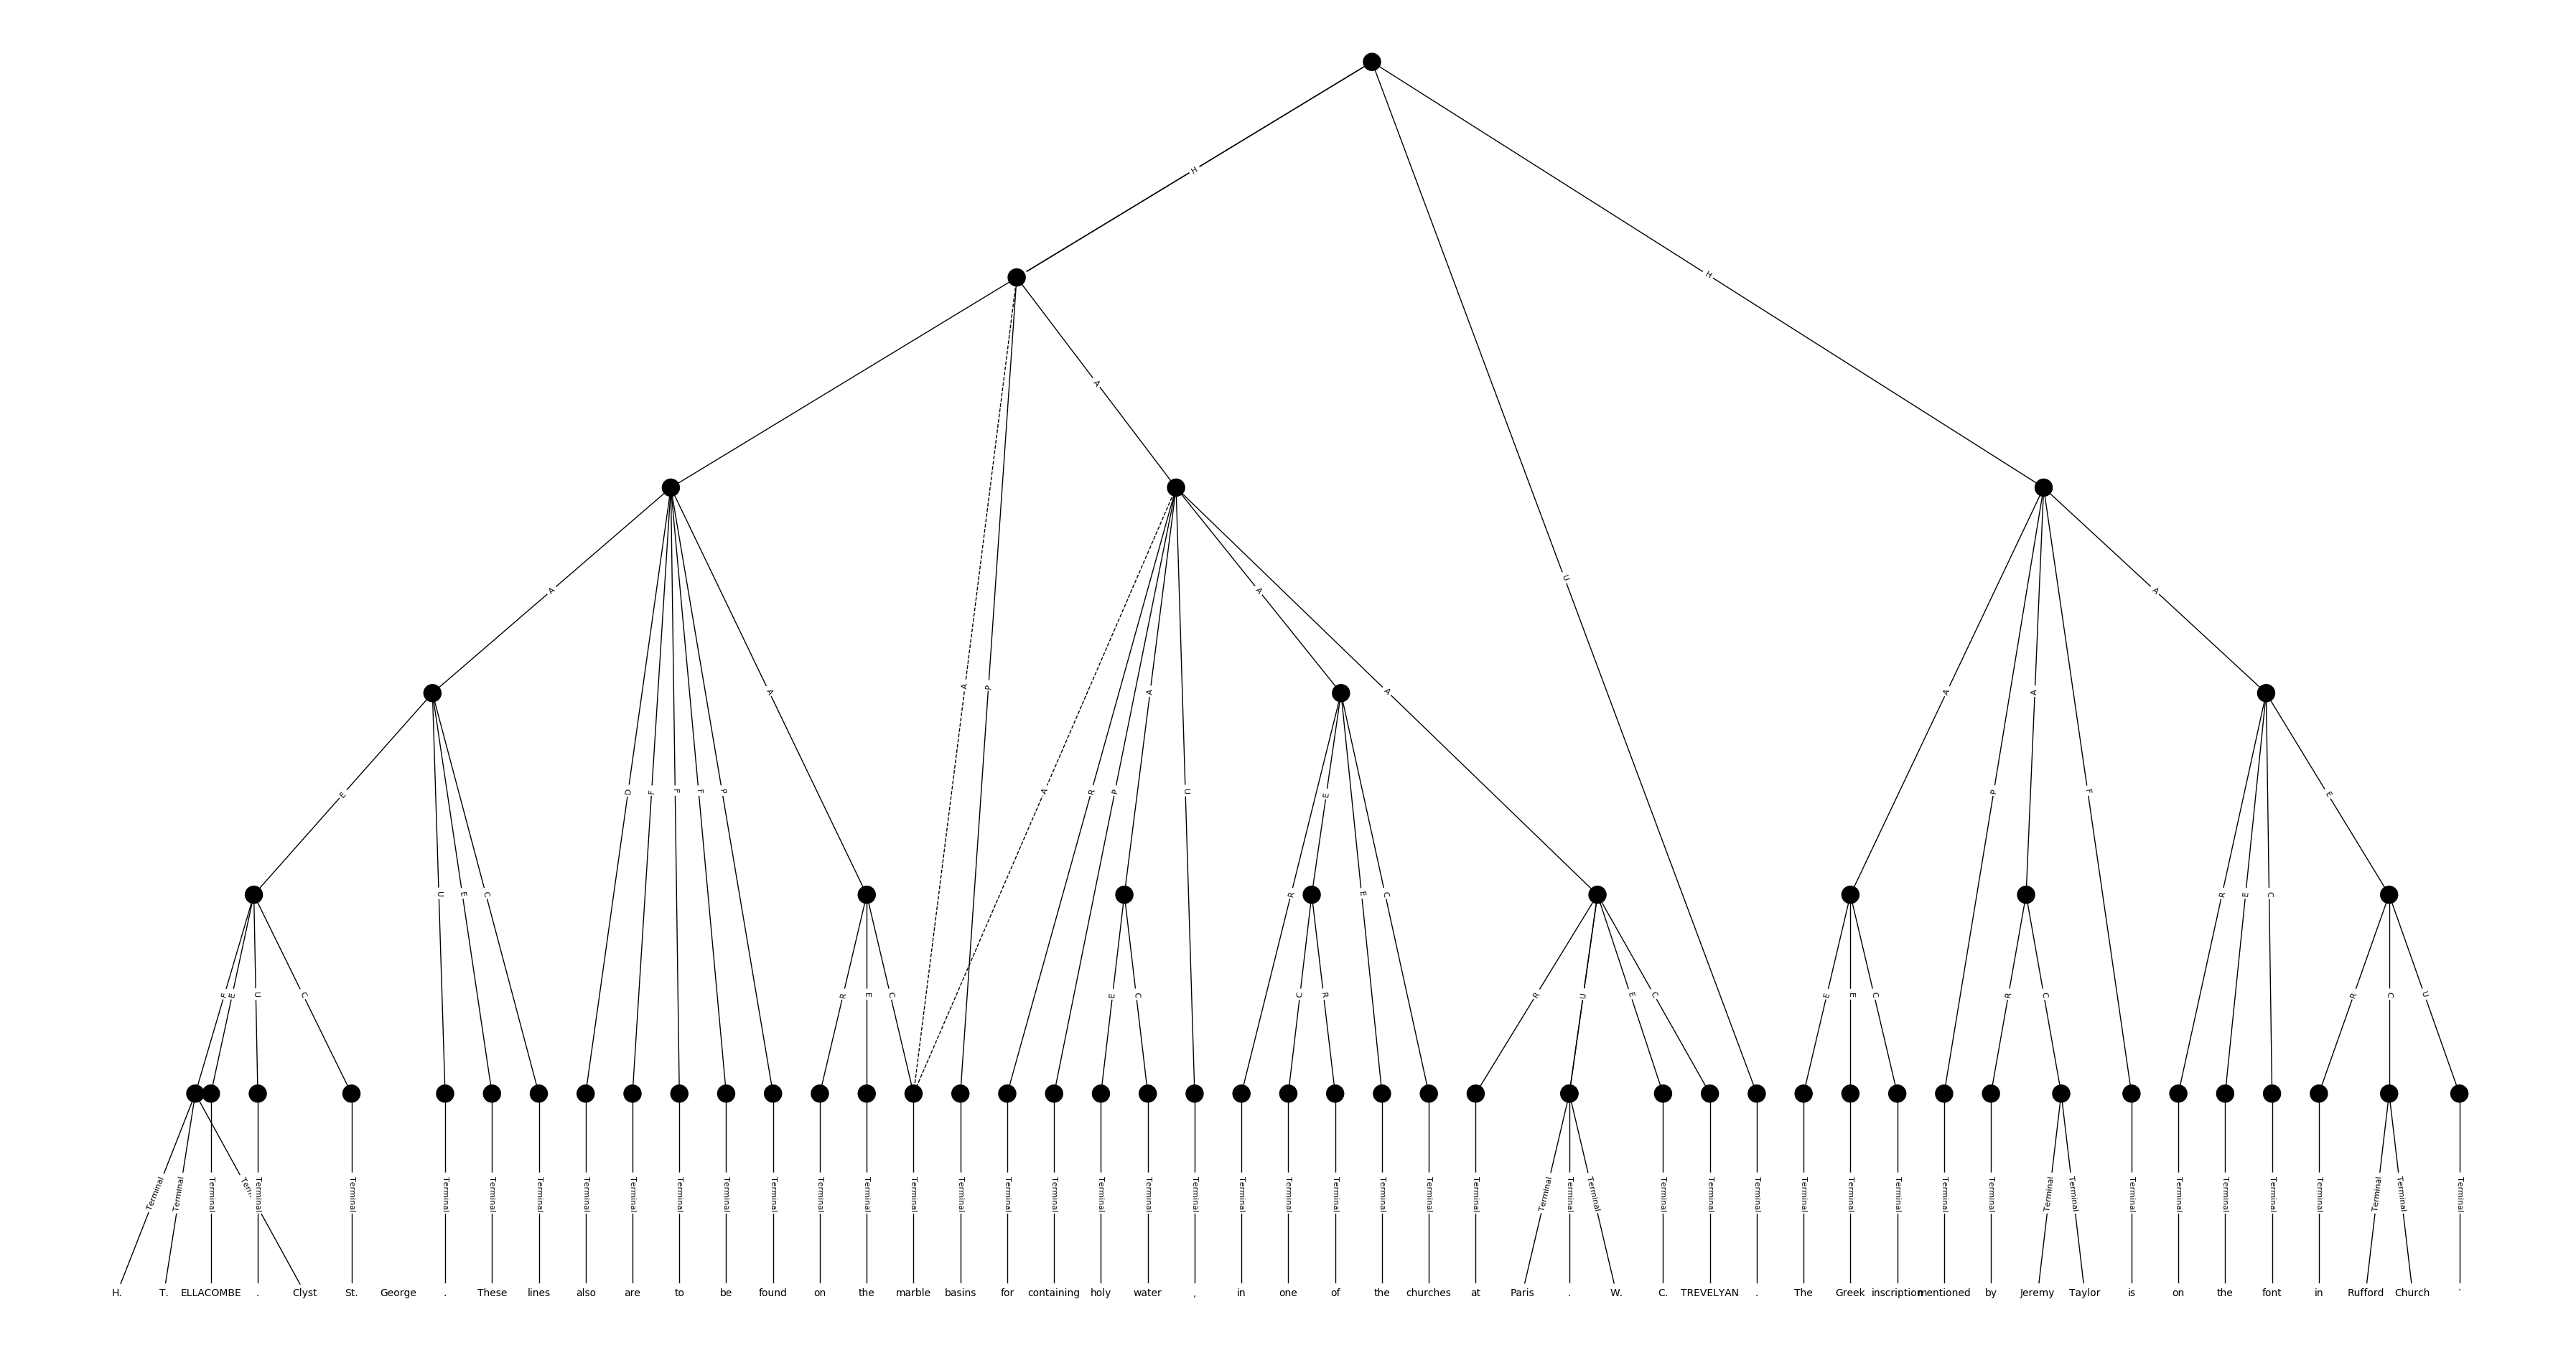 H
H
A
U
A A A
A A P A A A A
E D F F F P A R P U E P F E
U E C R E C R E C
E U C R E C E C C R R U E C E E C R C R C U
Terminal Terminal Terminal Terminal Terminal Terminal Terminal Terminal Terminal Terminal Terminal Terminal Terminal Terminal Terminal Terminal Terminal Terminal Terminal Terminal Terminal Terminal Terminal Terminal Terminal Terminal Terminal Terminal Terminal Terminal Terminal Terminal Terminal Terminal Terminal Terminal Terminal Terminal Terminal Terminal Terminal Terminal Terminal Terminal Terminal Terminal Terminal Terminal Terminal
H. T. ELLACOMBE . Clyst St. George . These lines also are to be found on the marble basins for containing holy water , in one of the churches at Paris . W. C. TREVELYAN . The Greek inscription mentioned by Jeremy Taylor is on the font in Rufford Church .